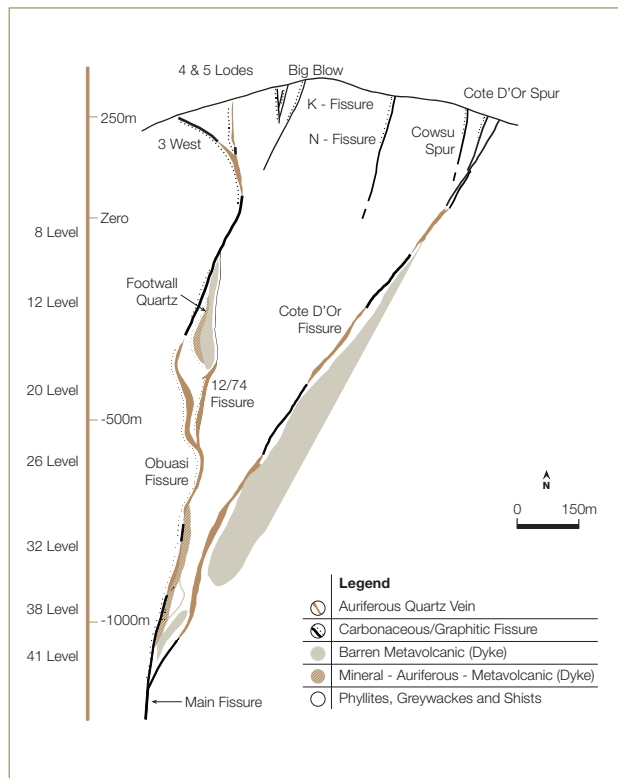 4 & 5 Lodes
Big Blow
Cote D'Or Spur
250m
K - Fissure
3 West
N - Fissure
Cowsu
Spur
Zero
8 Level
Footwall
Quartz
12 Level
Cote D'Or
Fissure
20 Level
12/74
Fissure
-500m
26 Level
Obuasi
Fissure
N
0 150m
32 Level
38 Level
-1000m
41 Level
Main Fissure
Legend
Auriferous Quartz Vein
Carbonaceous/Graphitic Fissure
Barren Metavolcanic (Dyke)
Mineral - Auriferous - Metavolcanic (Dyke)
Phyllites, Greywackes and Shists